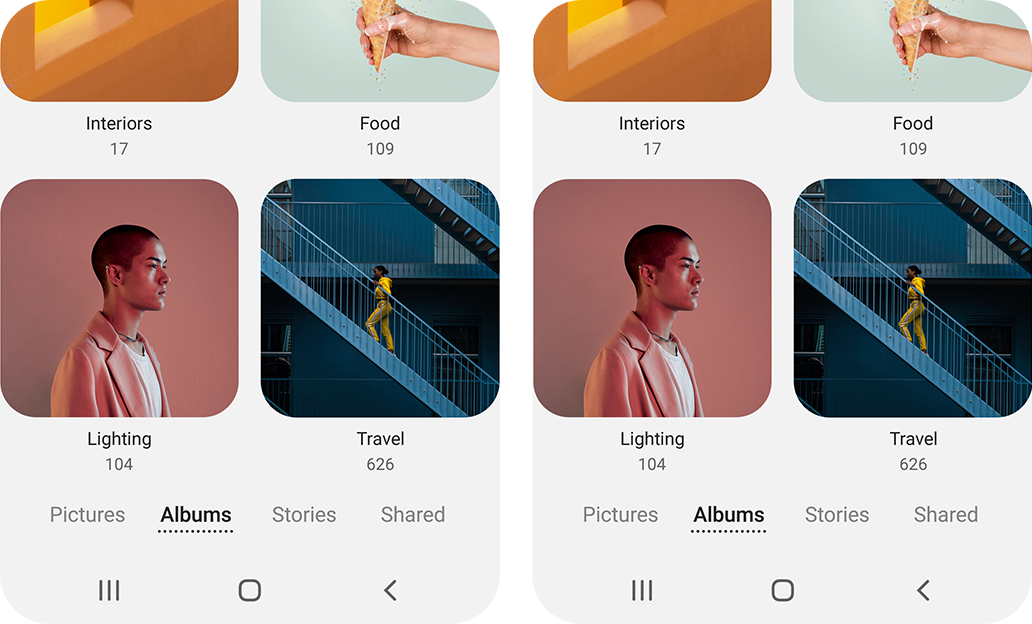 Interiors Food
17 109
Lighting Travel
104 626
Pictures Albums Stories Shared
Interiors Food
17 109
Lighting Travel
104 626
Pictures Albums Stories Shared